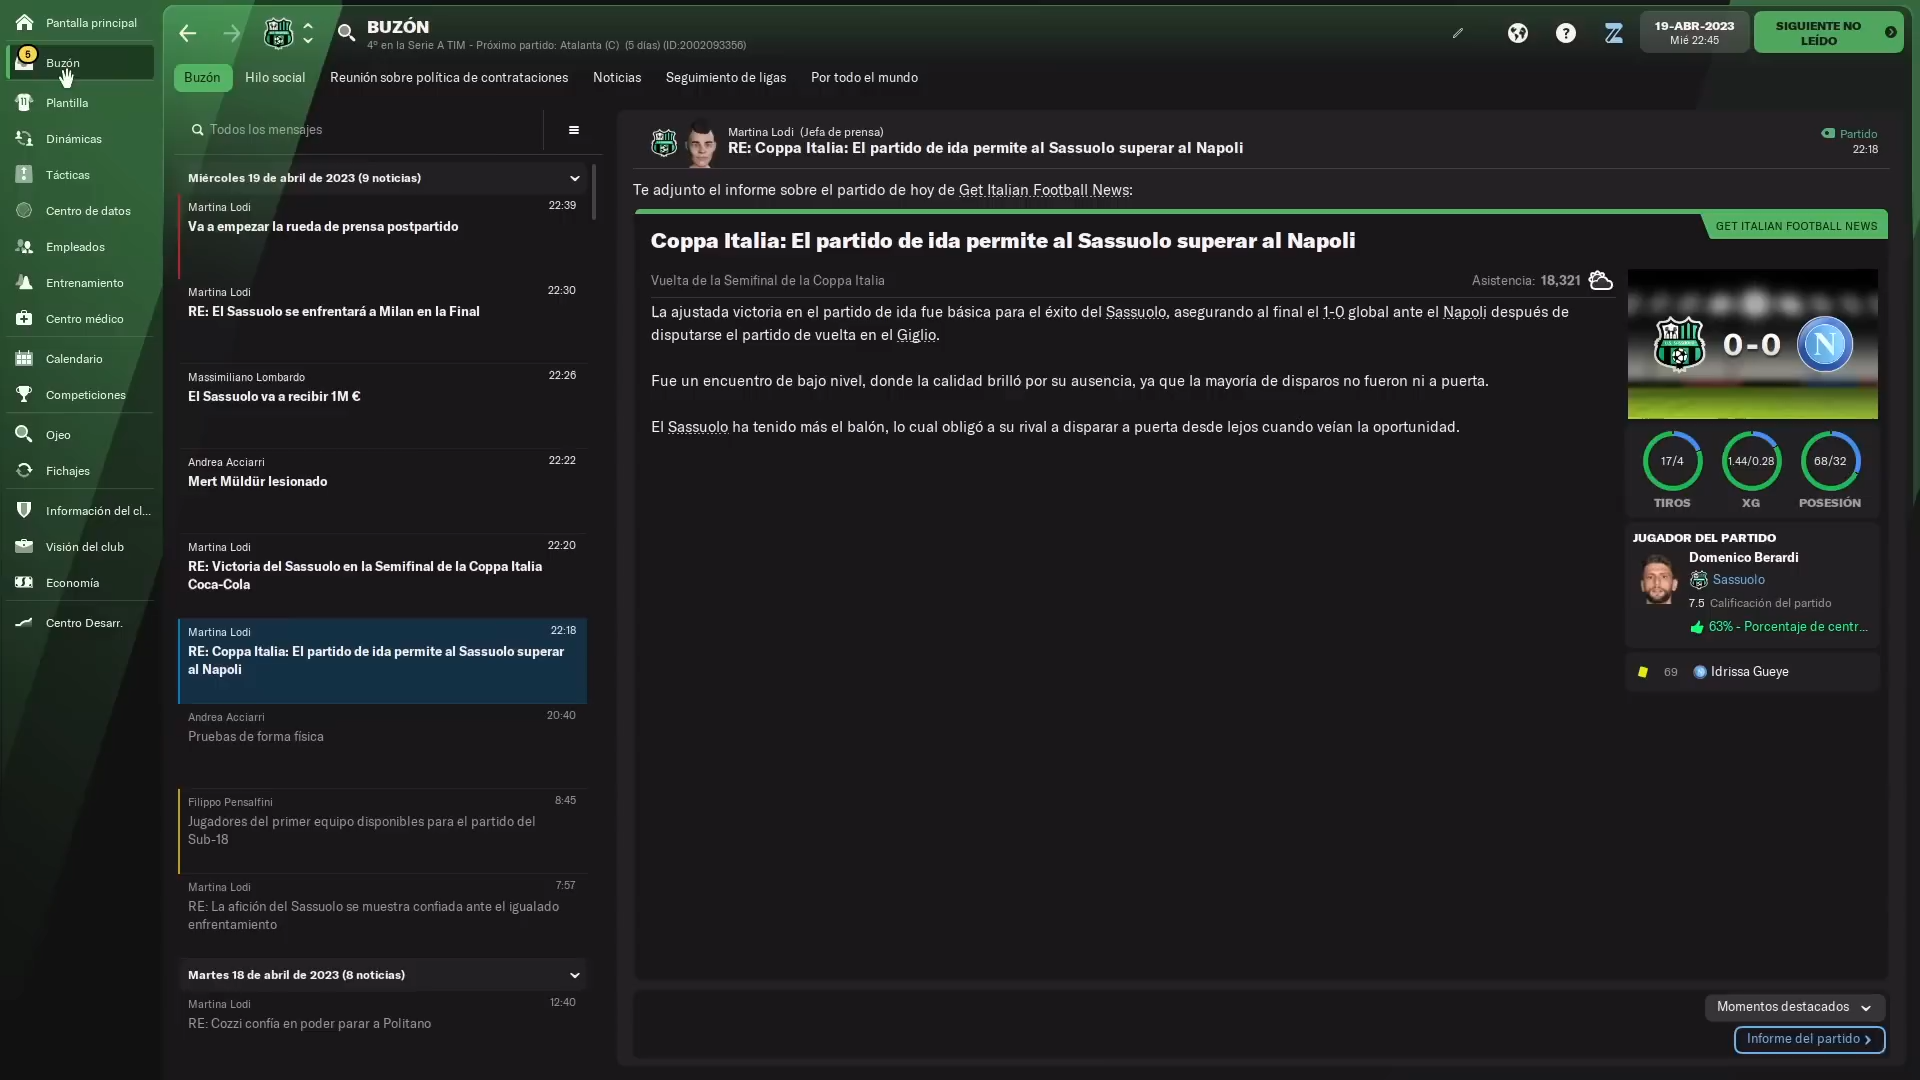 Pantalla principal
5
Buzón
Plantilla
Dinámicas
Tácticas
Centro de datos
Empleados
Entrenamiento
Centro médico
Calendario
Competiciones
Ojeo
Fichajes
Información del cl...
Visión del club
Economía
Centro Desarr.
BUZÓN
4º en la Serie A TIM - Próximo partido: Atalanta (C) (5 días) (ID:2002093356)
19-ABR-2023
Mié 22:45
SIGUIENTE NO
LEÍDO
Buzón
Hilo social
Reunión sobre política de contrataciones
Noticias
Seguimiento de ligas
Por todo el mundo
Todos los mensajes
Miércoles 19 de abril de 2023 (9 noticias)
Martina Lodi 22:39
Va a empezar la rueda de prensa postpartido
Martina Lodi 22:30
RE: El Sassuolo se enfrentará a Milan en la Final
Massimiliano Lombardo 22:26
El Sassuolo va a recibir 1M €
Andrea Acciarri 22:22
Mert Müldür lesionado
Martina Lodi 22:20
RE: Victoria del Sassuolo en la Semifinal de la Coppa Italia
Coca-Cola
Martina Lodi 22:18
RE: Coppa Italia: El partido de ida permite al Sassuolo superar
al Napoli
Andrea Acciarri 20:40
Pruebas de forma física
Filippo Pensalfini 8:45
Jugadores del primer equipo disponibles para el partido del
Sub-18
Martina Lodi 7:57
RE: La afición del Sassuolo se muestra confiada ante el igualado
enfrentamiento
Martes 18 de abril de 2023 (8 noticias)
Martina Lodi 12:40
RE: Cozzi confía en poder parar a Politano
Martina Lodi (Jefa de prensa)
RE: Coppa Italia: El partido de ida permite al Sassuolo superar al Napoli
Partido
22:18
Te adjunto el informe sobre el partido de hoy de Get Italian Football News:
GET ITALIAN FOOTBALL NEWS
Coppa Italia: El partido de ida permite al Sassuolo superar al Napoli
Vuelta de la Semifinal de la Coppa Italia
Asistencia: 18,321
La ajustada victoria en el partido de ida fue básica para el éxito del Sassuolo, asegurando al final el 1-0 global ante el Napoli después de
disputarse el partido de vuelta en el Giglio.
Fue un encuentro de bajo nivel, donde la calidad brilló por su ausencia, ya que la mayoría de disparos no fueron ni a puerta.
El Sassuolo ha tenido más el balón, lo cual obligó a su rival a disparar a puerta desde lejos cuando veían la oportunidad.
0-0
N
17/4
1.44/0.28
68/32
TIROS
XG
POSESIÓN
JUGADOR DEL PARTIDO
Domenico Berardi
Sassuolo
7.5 Calificación del partido
63% - Porcentaje de centr...
69 Idrissa Gueye
Momentos destacados
Informe del partido